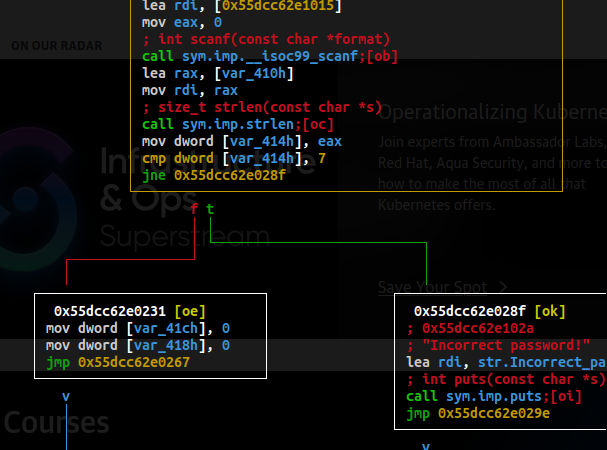 lea rdi, [0x55dcc62e1015]
mov eax, 0
; int scanf(const char *format)
call sym.imp.__isoc99_scanf;[ob]
lea rax, [var_410h]
mov rdi, rax
; size_t strlen(const char *s)
call sym.imp.strlen;[oc]
mov dword [var_414h], eax
cmp dword [var_414h], 7
jne 0x55dcc62e028f
ON OUR RADAR
Infrastructure
& Ops
Superstream
Operationalizing Kuberne
Join experts from Ambassador Labs,
Red Hat, Aqua Security, and more to
how to make the most of all that
Kubernetes offers.
Save Your Spot >
f t
0x55dcc62e0231 [oe]
mov dword [var_41ch], 0
mov dword [var_418h], 0
jmp 0x55dcc62e0267
v
0x55dcc62e028f [ok]
; 0x55dcc62e102a
; "Incorrect password!"
lea rdi, str.Incorrect_pa
; int puts(const char *s)
call sym.imp.puts;[oi]
jmp 0x55dcc62e029e
v
Courses